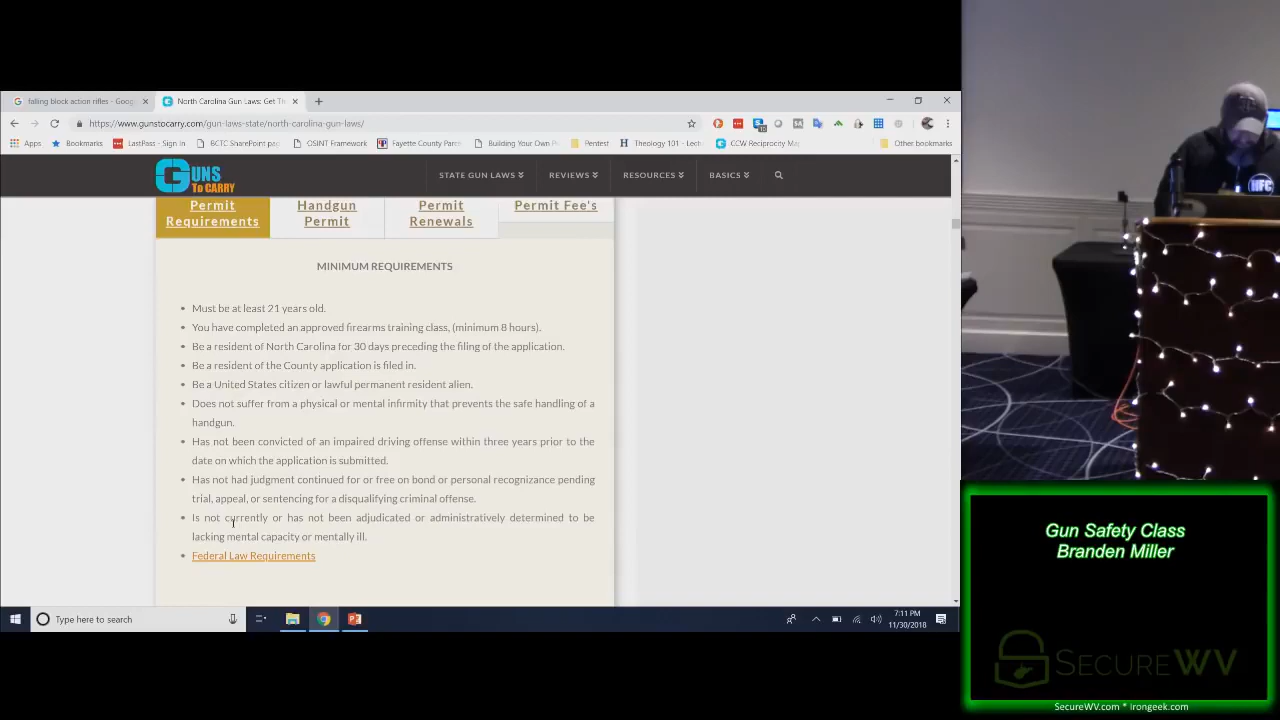 falling block action rifles - Goog
North Carolina Gun Laws: Get Th
https://www.gunstocarry.com/gun-laws-state/north-carolina-gun-laws/
Apps
Bookmarks
LastPass - Sign In
BCTC SharePoint pag
OSINT Framework
Fayette County Parc
Building Your Own P
Pentest
Theology 101 - Lect
CCW Reciprocity Ma
Other bookmarks
GUNS
TO CARRY
STATE GUN LAWS
REVIEWS
RESOURCES
BASICS
Permit
Requirements
Handgun
Permit
Permit
Renewals
Permit Fee's
MINIMUM REQUIREMENTS
Must be at least 21 years old.
You have completed an approved firearms training class, (minimum 8 hours).
Be a resident of North Carolina for 30 days preceding the filing of the application.
Be a resident of the County application is filed in.
Be a United States citizen or lawful permanent resident alien.
Does not suffer from a physical or mental infirmity that prevents the safe handling of a
handgun.
Has not been convicted of an impaired driving offense within three years prior to the
date on which the application is submitted.
Has not had judgment continued for or free on bond or personal recognizance pending
trial, appeal, or sentencing for a disqualifying criminal offense.
Is not currently or has not been adjudicated or administratively determined to be
lacking mental capacity or mentally ill.
Federal Law Requirements
Type here to search
7:11 PM
11/30/2018
HFC
Gun Safety Class
Branden Miller
SECUREWV
SecureWV.com * irongeek.com